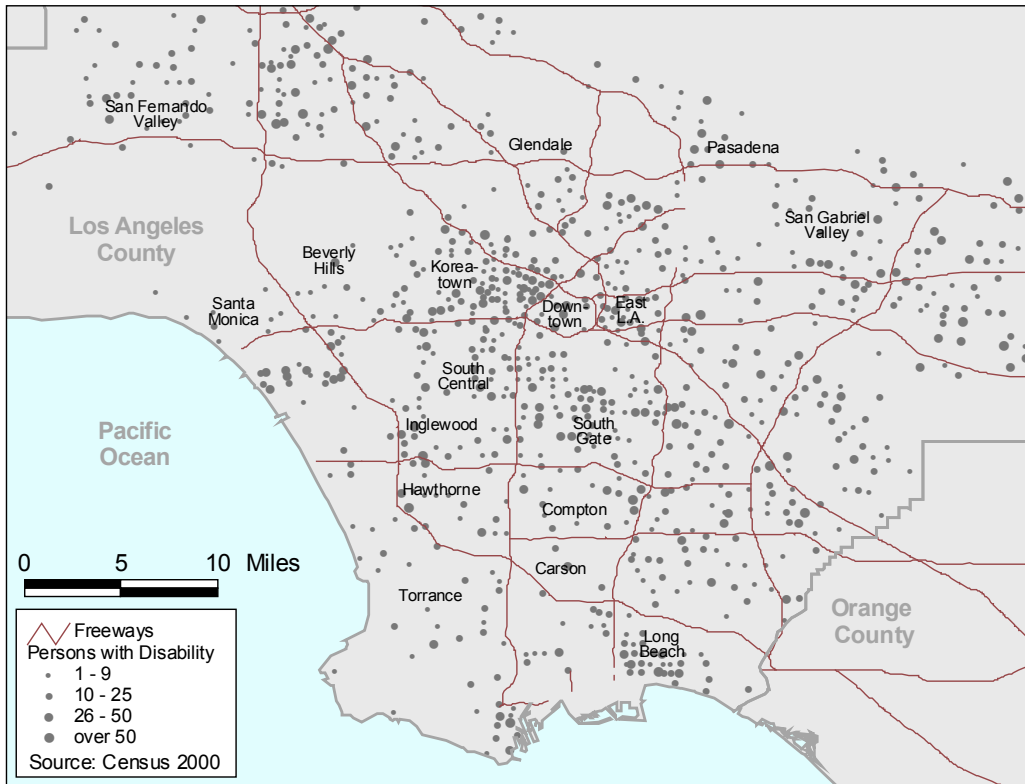 San Fernando
Valley
Glendale
Pasadena
Los Angeles
County
San Gabriel
Valley
Beverly
Hills
Korea-
town
Santa
Monica
Down-
town
East
L.A.
South
Central
Pacific
Ocean
Inglewood
South
Gate
Hawthorne
Compton
0 5 10 Miles
Carson
Torrance
Orange
County
Long
Beach
Freeways
Persons with Disability
1 - 9
10 - 25
26 - 50
over 50
Source: Census 2000